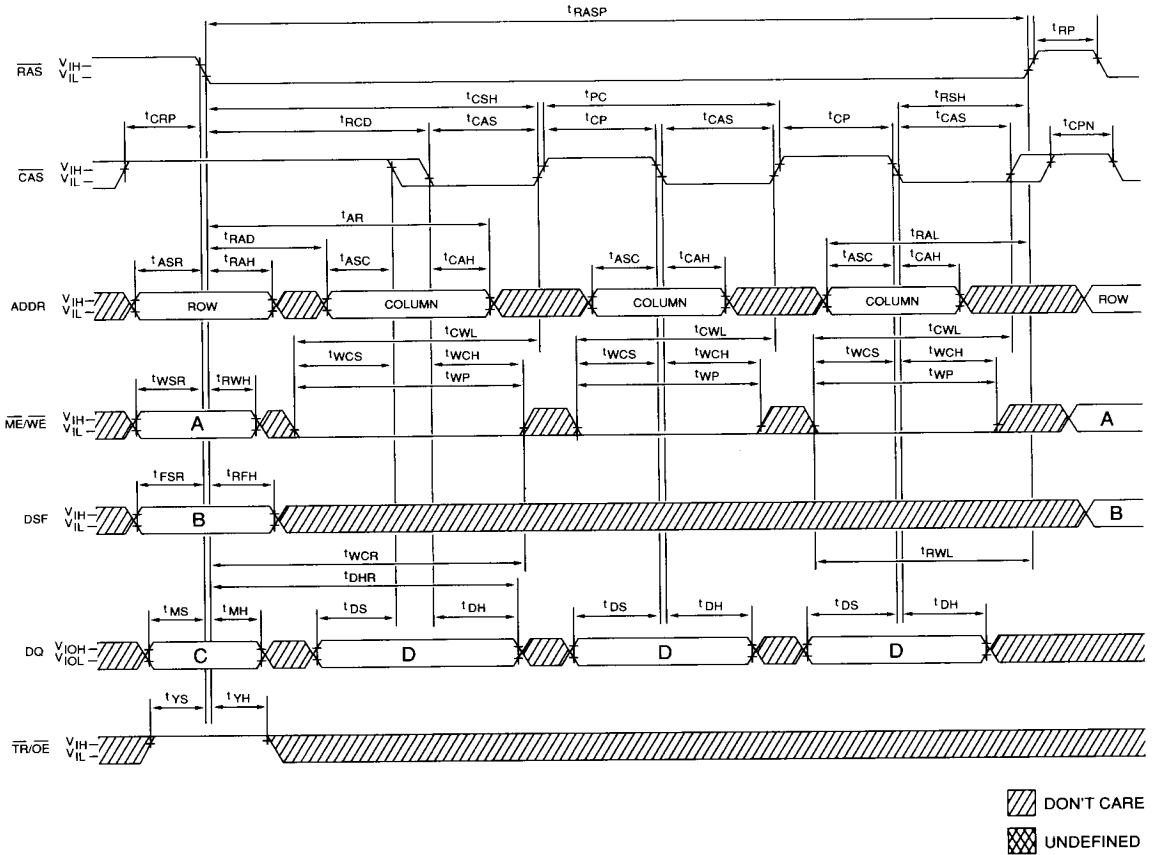 tRASP
tRP
RAS VIH VIL
tCSH tPC tRSH
tCRP tRCD tCAS tCP tCAS tCP tCAS tCPN
CAS VIH VIL
tAR
tRAD tRAL
tASR tRAH tASC tCAH tASC tCAH tASC tCAH
ADDR VIH VIL ROW COLUMN COLUMN COLUMN ROW
tCWL tCWL tCWL
tWCS tWCH tWCS tWCH tWCS tWCH
tWSR tRWH tWP tWP tWP
ME/WE VIH VIL A A
tFSR tRFH
DSF VIH VIL B B
tWCR tRWL
tDHR
tMS tMH tDS tDH tDS tDH tDS tDH
DQ VIOH VIOL C D D D
tYS tYH
TR/OE VIH VIL
DON'T CARE
UNDEFINED